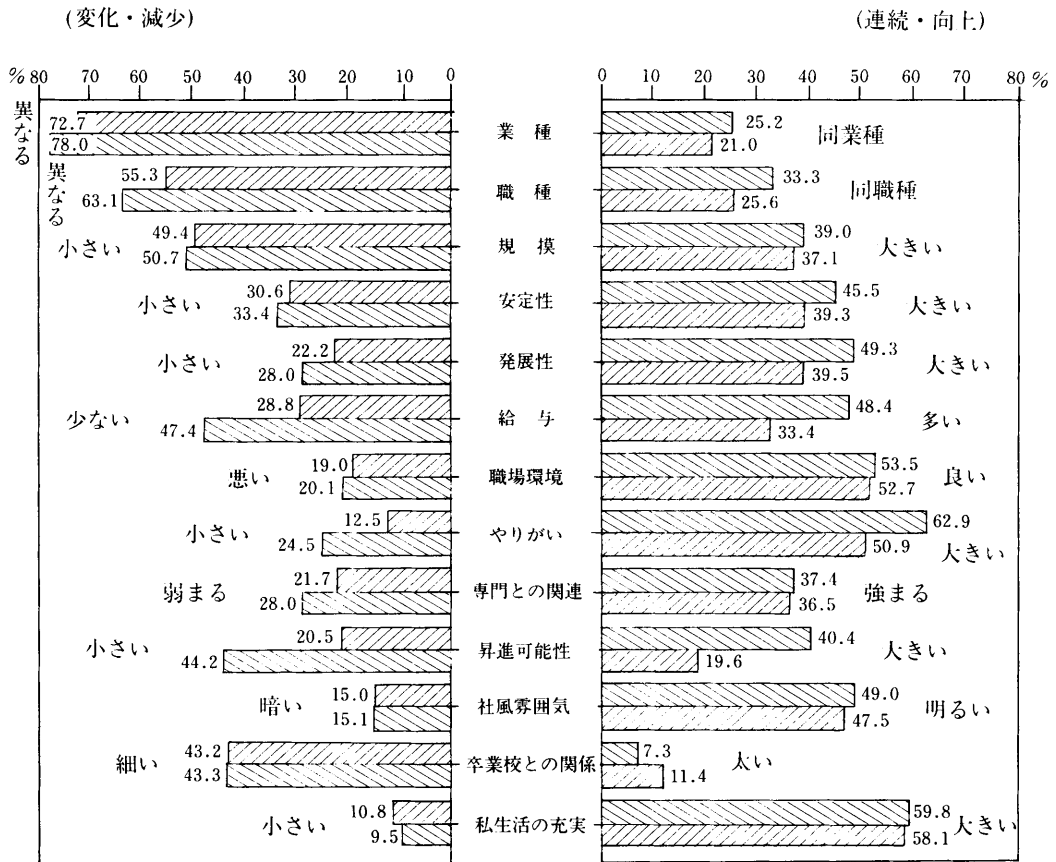 (変化・減少) (連続・向上)
% 80 70 60 50 40 30 20 10 0 0 10 20 30 40 50 60 70 80 %
異なる 72.7 業種 25.2 同業種
78.0 21.0
異なる 55.3 職種 33.3 同職種
63.1 25.6
小さい 49.4 規模 39.0 大きい
50.7 37.1
小さい 30.6 安定性 45.5 大きい
33.4 39.3
小さい 22.2 発展性 49.3 大きい
28.0 39.5
少ない 28.8 給与 48.4 多い
47.4 33.4
悪い 19.0 職場環境 53.5 良い
20.1 52.7
小さい 12.5 やりがい 62.9 大きい
24.5 50.9
弱まる 21.7 専門との関連 37.4 強まる
28.0 36.5
小さい 20.5 昇進可能性 40.4 大きい
44.2 19.6
暗い 15.0 社風雰囲気 49.0 明るい
15.1 47.5
細い 43.2 卒業校との関係 7.3 太い
43.3 11.4
小さい 10.8 私生活の充実 59.8 大きい
9.5 58.1